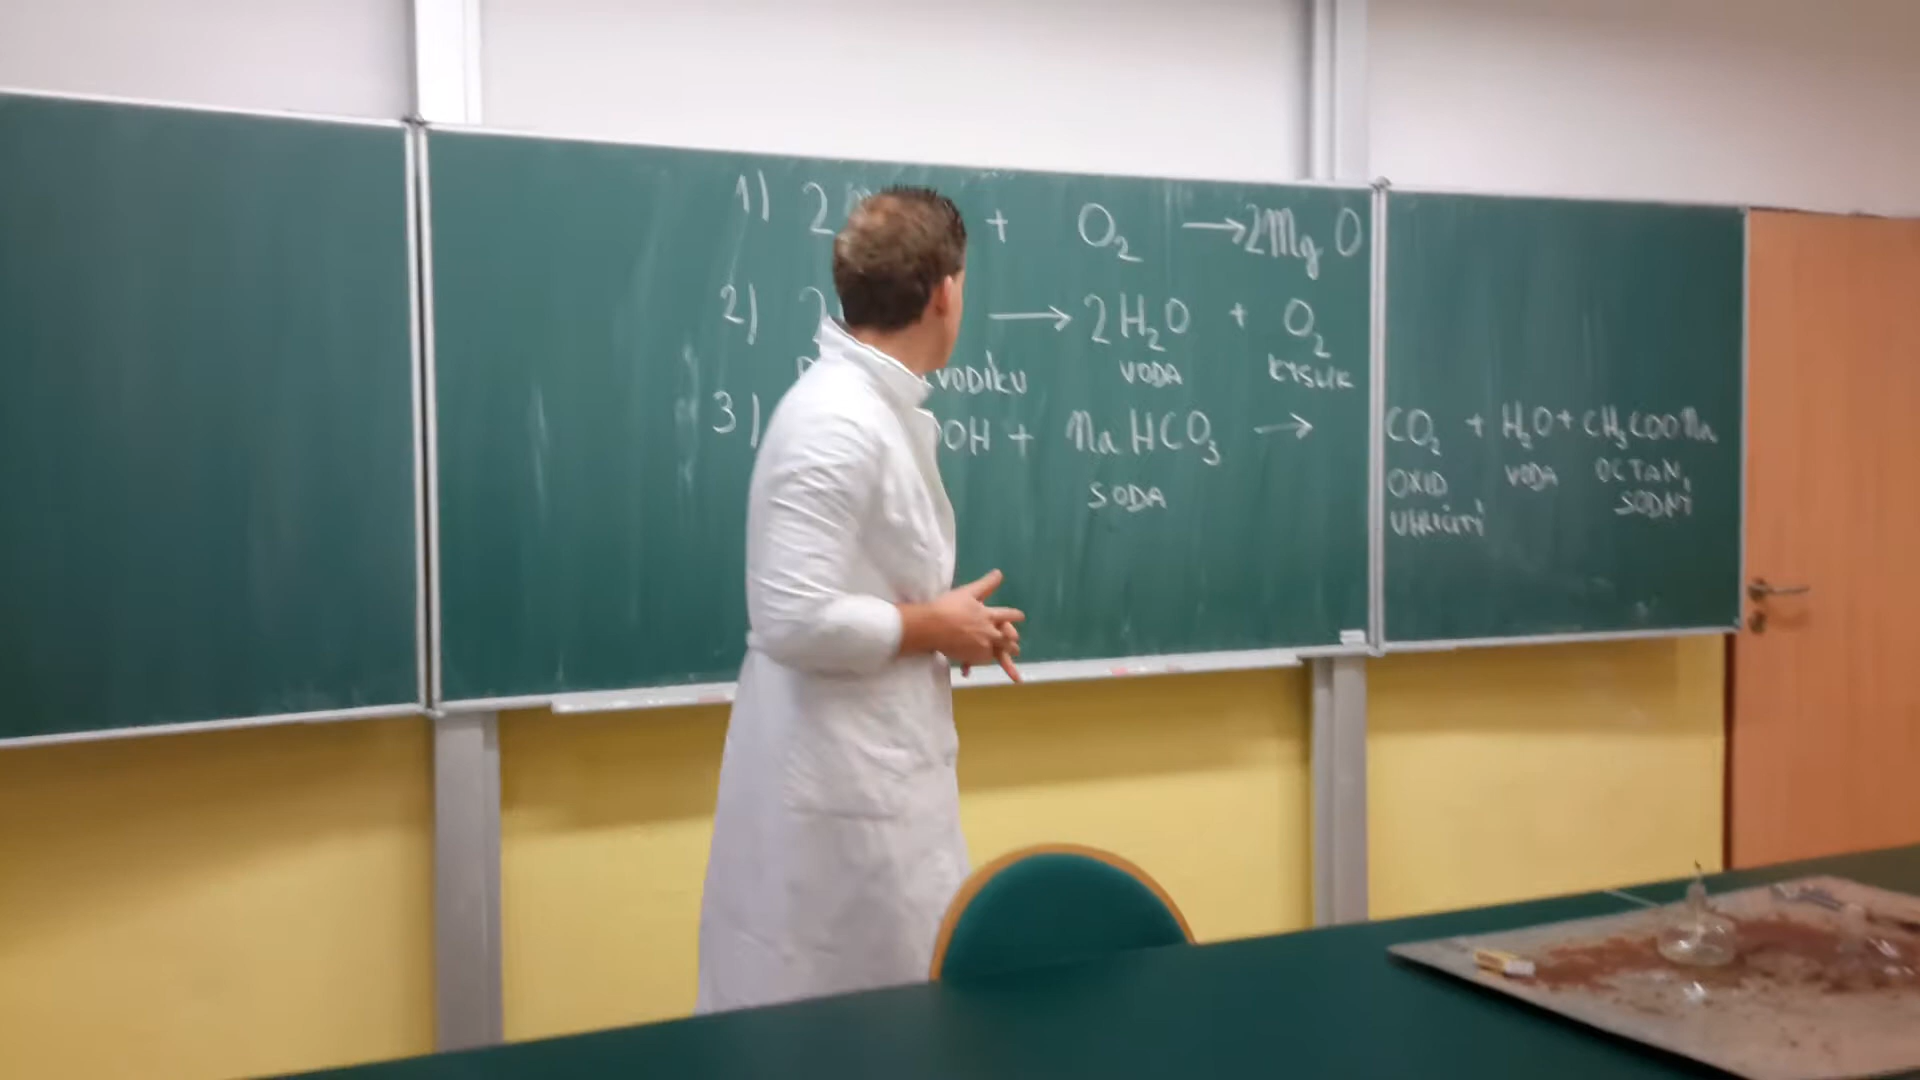 1) 2 + O₂ → 2MgO
2) 2 → 2H₂O + O₂
VODÍKU VODA KYSLÍK
3) OH + NaHCO₃ → CO₂ + H₂O + CH₃COONa
SODA OXID VODA OCTAN
UHLIČITÝ SODNÝ